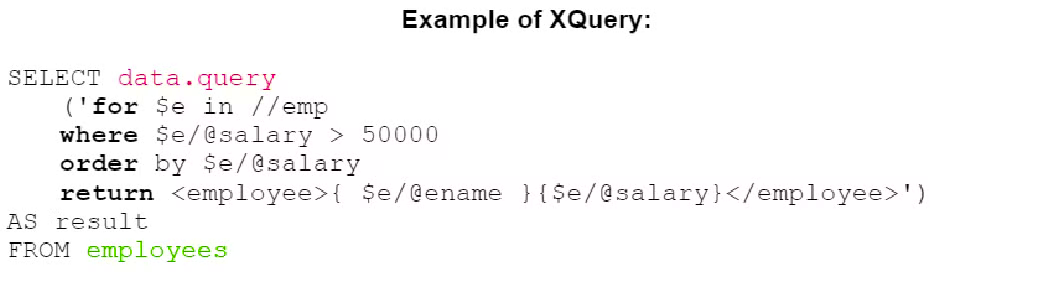 Example of XQuery:
SELECT data.query
('for $e in //emp
where $e/@salary > 50000
order by $e/@salary
return <employee>{ $e/@ename }{$e/@salary}</employee>')
AS result
FROM employees